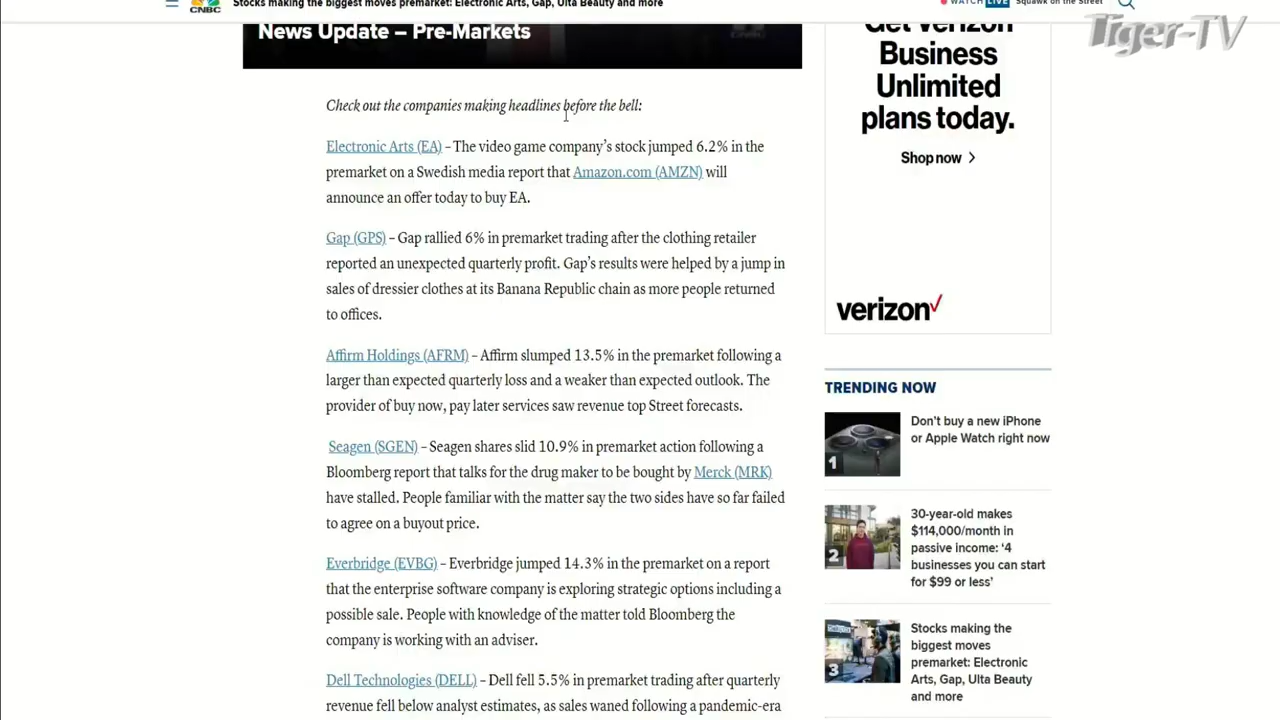 CNBC
Stocks making the biggest moves premarket: Electronic Arts, Gap, Ulta Beauty and more
WATCH LIVE
Squawk on the Street
Tiger-TV
News Update – Pre-Markets
Check out the companies making headlines before the bell:
Electronic Arts (EA) – The video game company's stock jumped 6.2% in the
premarket on a Swedish media report that Amazon.com (AMZN) will
announce an offer today to buy EA.
Gap (GPS) – Gap rallied 6% in premarket trading after the clothing retailer
reported an unexpected quarterly profit. Gap's results were helped by a jump in
sales of dressier clothes at its Banana Republic chain as more people returned
to offices.
Affirm Holdings (AFRM) – Affirm slumped 13.5% in the premarket following a
larger than expected quarterly loss and a weaker than expected outlook. The
provider of buy now, pay later services saw revenue top Street forecasts.
Seagen (SGEN) – Seagen shares slid 10.9% in premarket action following a
Bloomberg report that talks for the drug maker to be bought by Merck (MRK)
have stalled. People familiar with the matter say the two sides have so far failed
to agree on a buyout price.
Everbridge (EVBG) – Everbridge jumped 14.3% in the premarket on a report
that the enterprise software company is exploring strategic options including a
possible sale. People with knowledge of the matter told Bloomberg the
company is working with an adviser.
Dell Technologies (DELL) – Dell fell 5.5% in premarket trading after quarterly
revenue fell below analyst estimates, as sales waned following a pandemic-era
Get Verizon
Business
Unlimited
plans today.
Shop now
verizon
TRENDING NOW
1
Don't buy a new iPhone
or Apple Watch right now
2
30-year-old makes
$114,000/month in
passive income: '4
businesses you can start
for $99 or less'
3
Stocks making the
biggest moves
premarket: Electronic
Arts, Gap, Ulta Beauty
and more